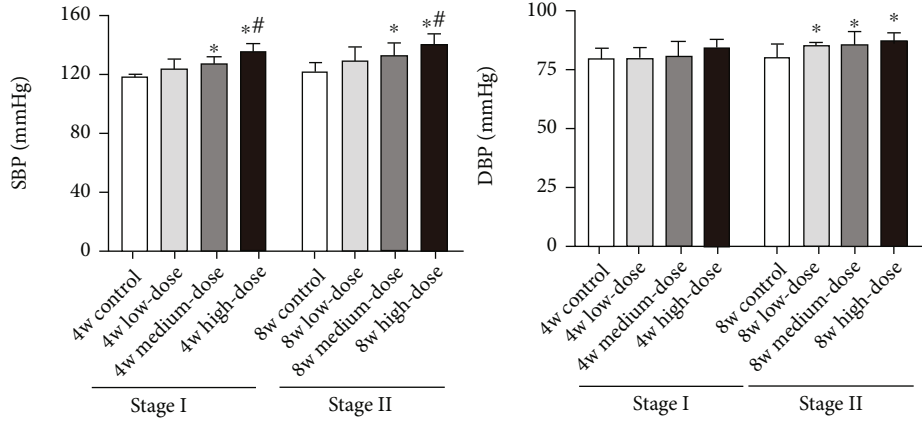 SBP (mmHg)
160
120
80
40
0
*
*#
*
*#
4w control
4w low-dose
4w medium-dose
4w high-dose
8w control
8w low-dose
8w medium-dose
8w high-dose
Stage I
Stage II
DBP (mmHg)
100
75
50
25
0
*
*
*
4w control
4w low-dose
4w medium-dose
4w high-dose
8w control
8w low-dose
8w medium-dose
8w high-dose
Stage I
Stage II